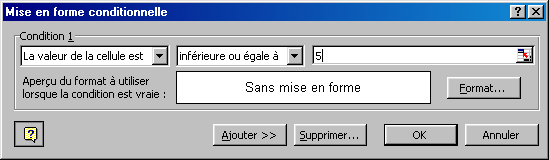 Mise en forme conditionnelle
Condition 1
La valeur de la cellule est inférieure ou égale à 5
Aperçu du format à utiliser
lorsque la condition est vraie :
Sans mise en forme
Format...
Ajouter >> Supprimer... OK Annuler